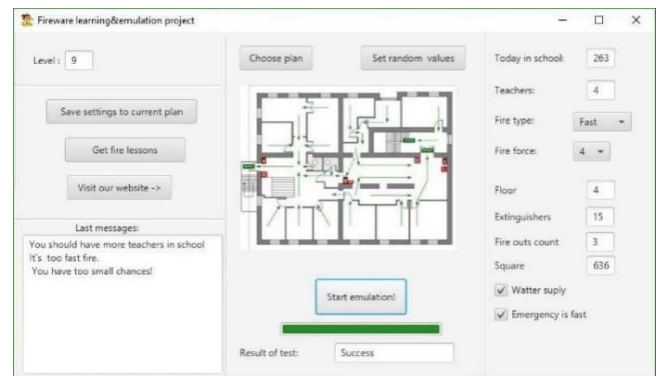 Fireware learning&emulation project
Level : 9
Save settings to current plan
Get fire lessons
Visit our website ->
Last messages:
You should have more teachers in school
It's too fast fire.
You have too small chances!
Choose plan
Set random values
Start emulation!
Result of test: Success
Today in school: 263
Teachers: 4
Fire type: Fast
Fire force: 4
Floor 4
Extinguishers 15
Fire outs count 3
Square 636
Watter suply
Emergency is fast